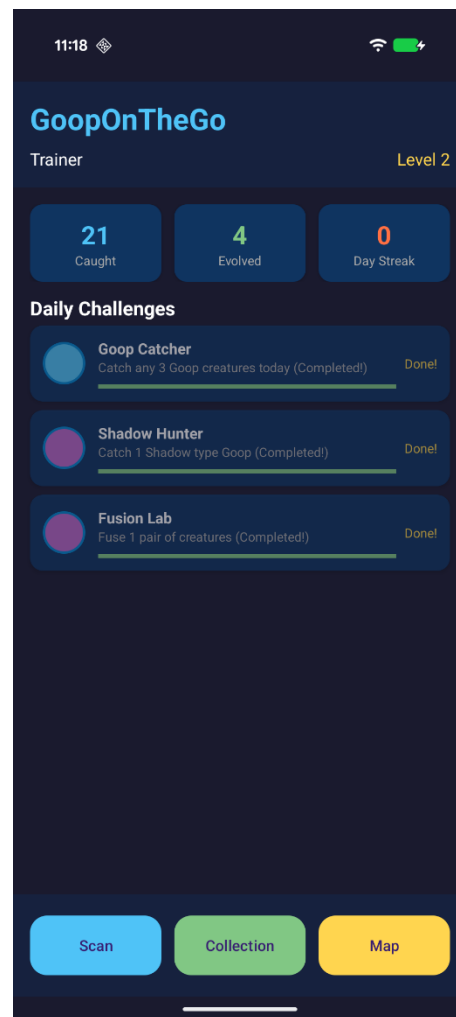 11:18
GoopOnTheGo
Trainer
Level 2
21
Caught
4
Evolved
0
Day Streak
Daily Challenges
Goop Catcher
Catch any 3 Goop creatures today (Completed!)
Done!
Shadow Hunter
Catch 1 Shadow type Goop (Completed!)
Done!
Fusion Lab
Fuse 1 pair of creatures (Completed!)
Done!
Scan
Collection
Map